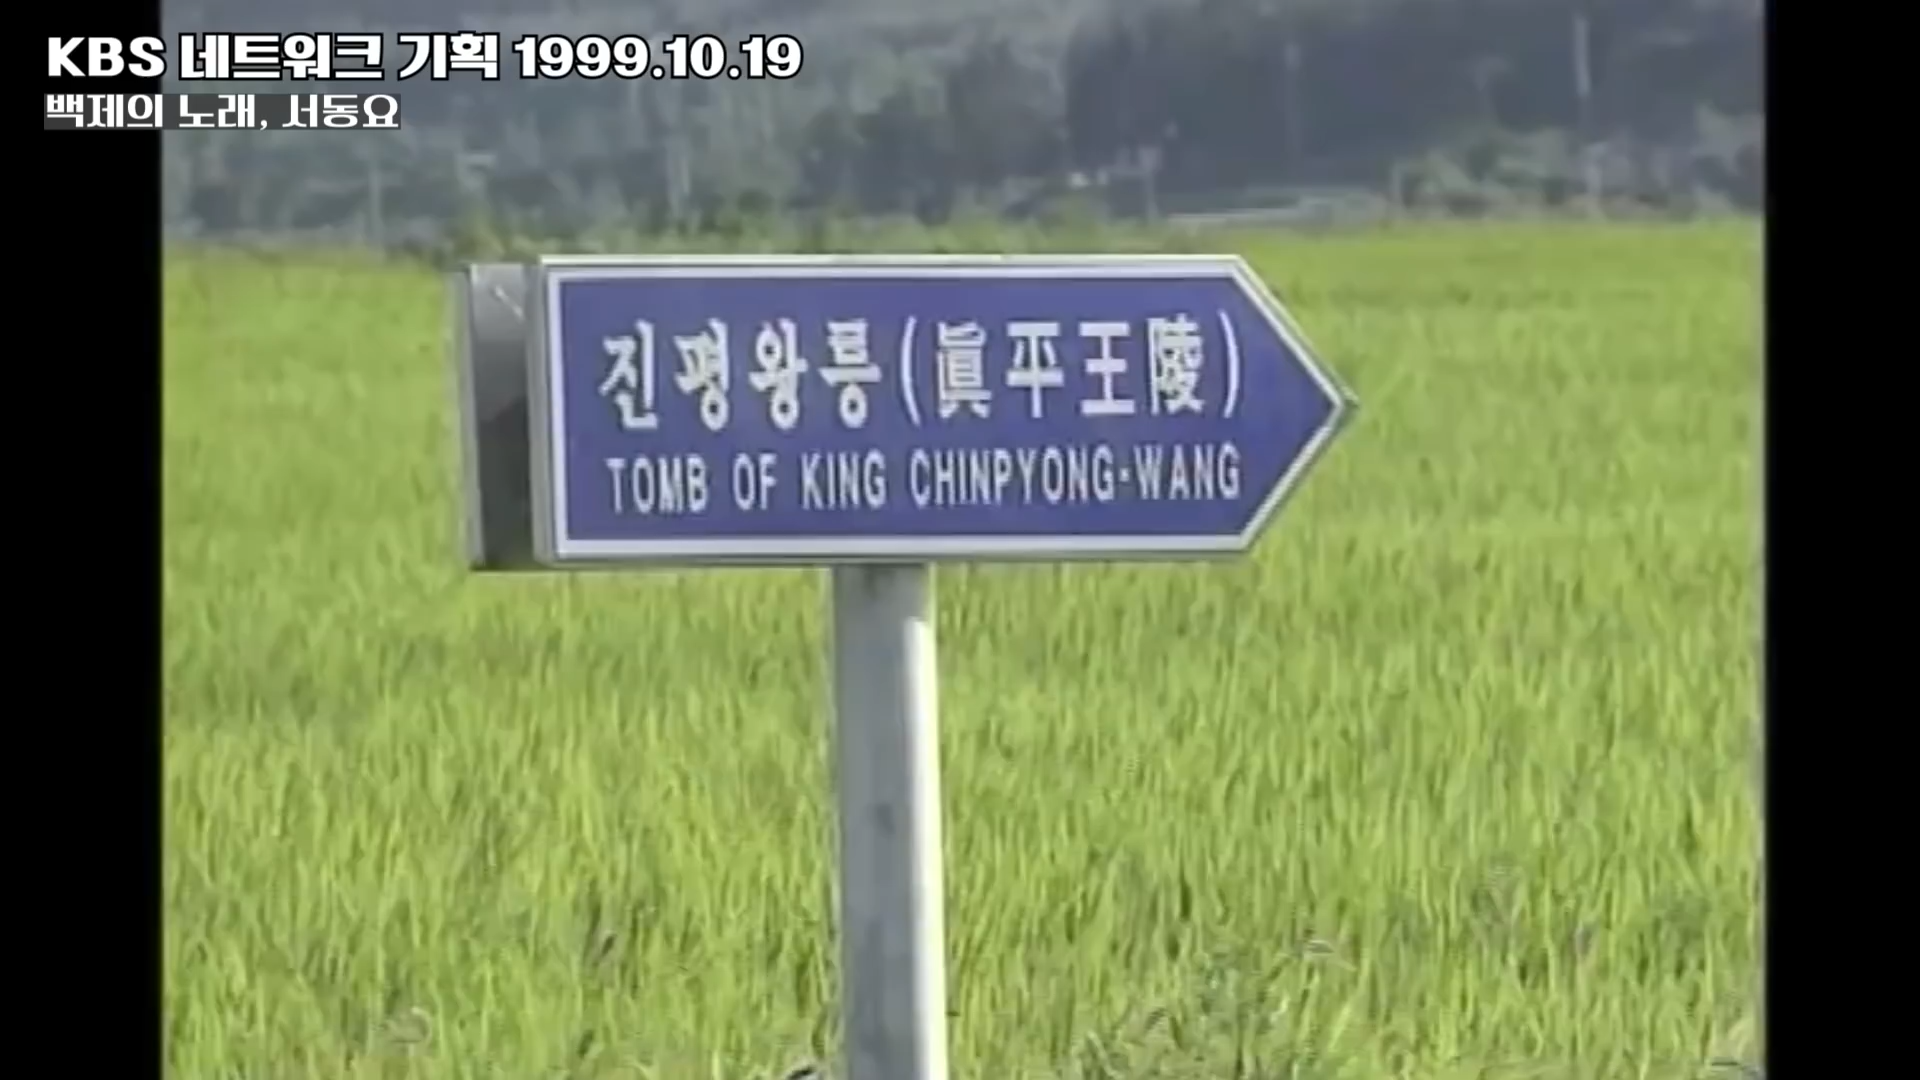 KBS 네트워크 기획 1999.10.19
백제의 노래, 서동요
진평왕릉(眞平王陵)
TOMB OF KING CHINPYONG-WANG